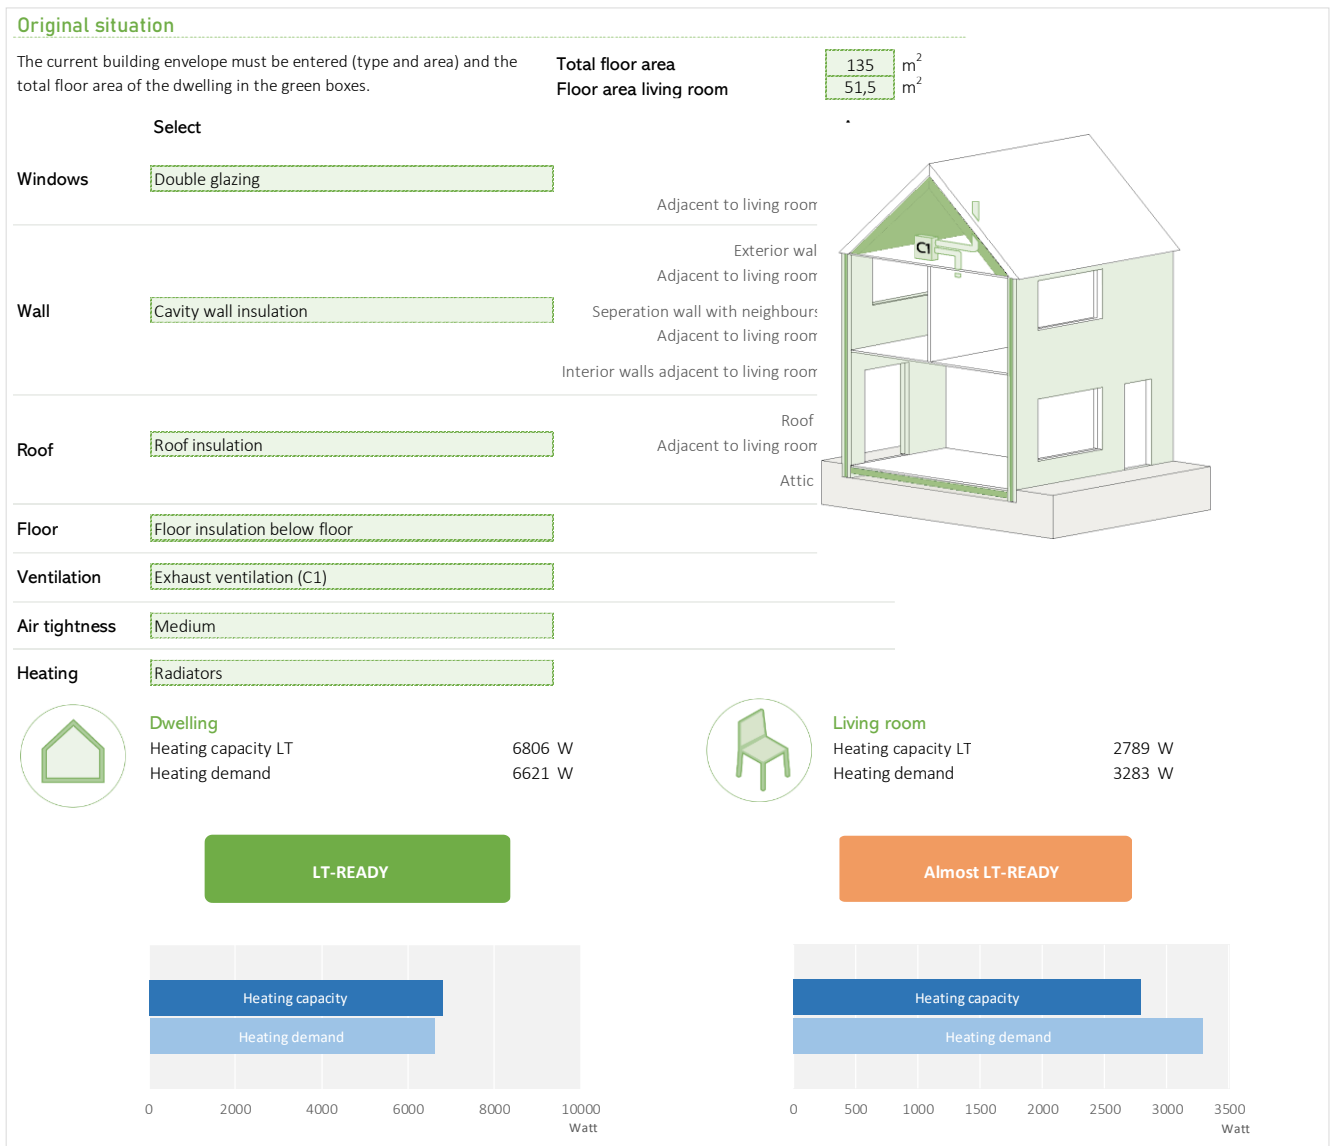 Original situation
The current building envelope must be entered (type and area) and the
total floor area of the dwelling in the green boxes.
Total floor area 135 m²
Floor area living room 51,5 m²
Select
Windows Double glazing
Adjacent to living room
Exterior wal
Adjacent to living room
Wall Cavity wall insulation
Seperation wall with neighbours
Adjacent to living room
Interior walls adjacent to living room
Roof
Roof Roof insulation
Adjacent to living room
Attic
C1
Floor Floor insulation below floor
Ventilation Exhaust ventilation (C1)
Air tightness Medium
Heating Radiators
Dwelling
Heating capacity LT 6806 W
Heating demand 6621 W
LT-READY
Living room
Heating capacity LT 2789 W
Heating demand 3283 W
Almost LT-READY
Heating capacity
Heating demand
0 2000 4000 6000 8000 10000
Watt
Heating capacity
Heating demand
0 500 1000 1500 2000 2500 3000 3500
Watt